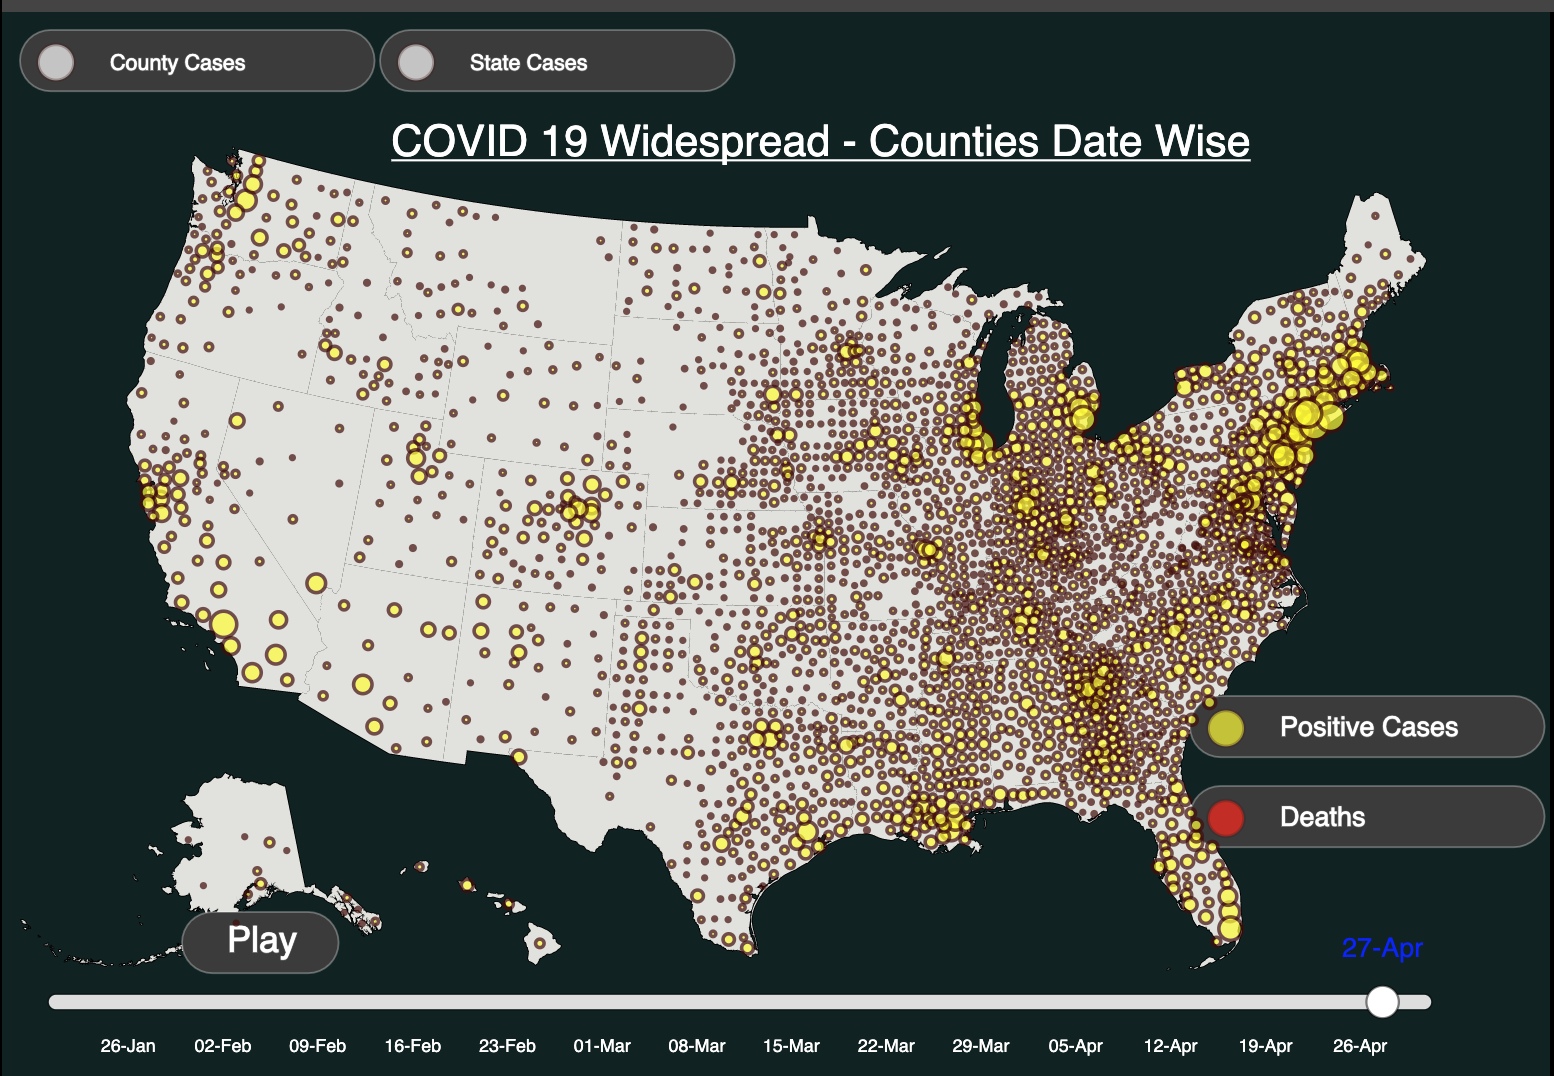 County Cases
State Cases
COVID 19 Widespread - Counties Date Wise
Positive Cases
Deaths
Play
27-Apr
26-Jan 02-Feb 09-Feb 16-Feb 23-Feb 01-Mar 08-Mar 15-Mar 22-Mar 29-Mar 05-Apr 12-Apr 19-Apr 26-Apr